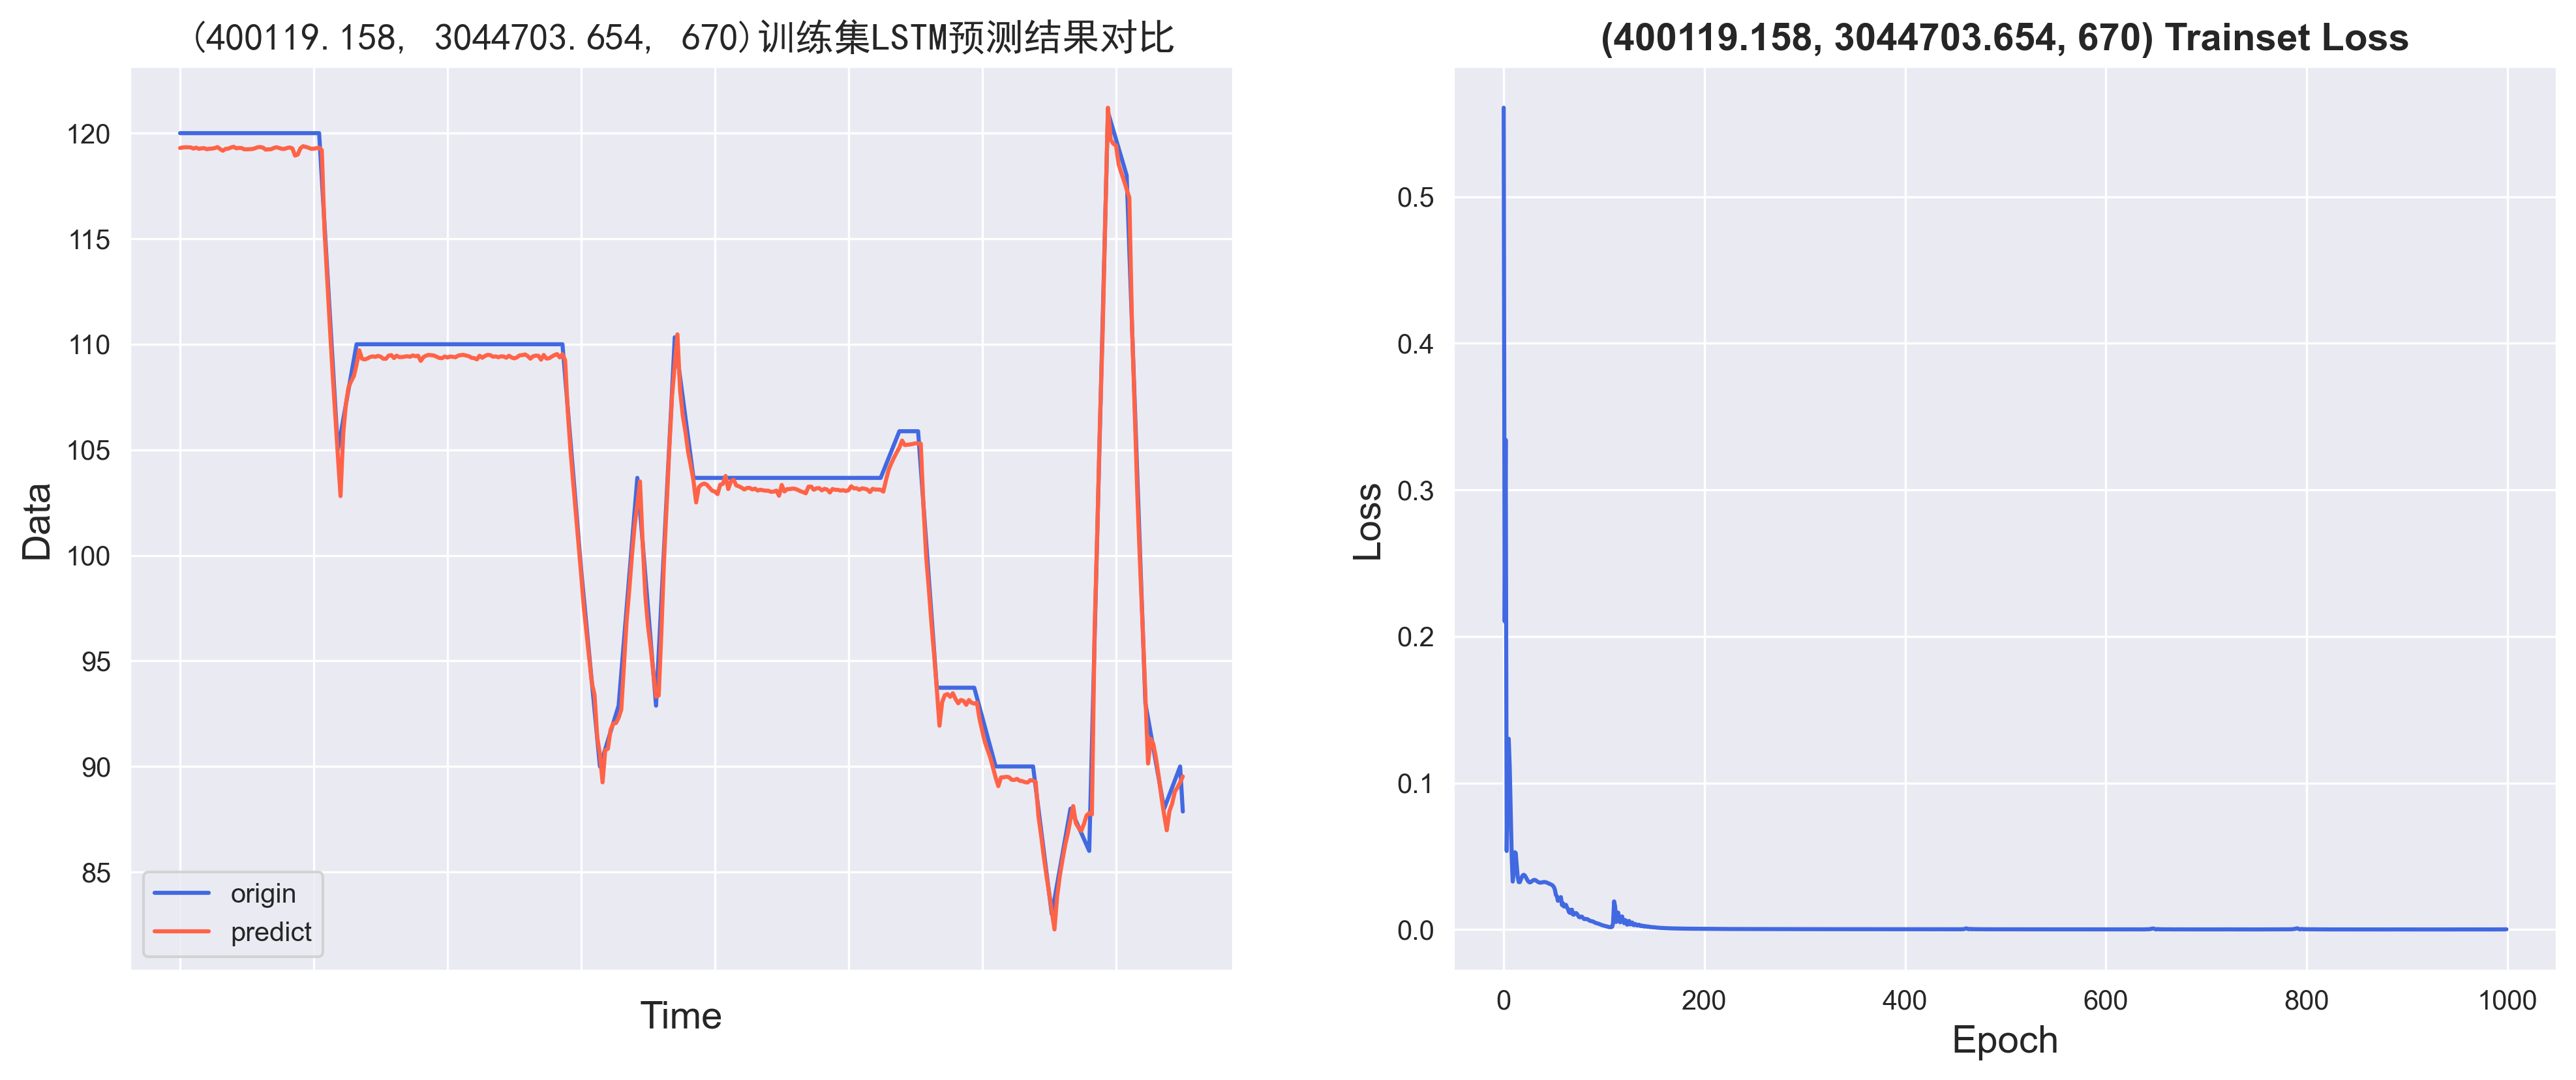 (400119.158, 3044703.654, 670)训练集LSTM预测结果对比
120
115
110
105
100
95
90
85
Data
origin
predict
Time
(400119.158, 3044703.654, 670) Trainset Loss
0.5
0.4
0.3
0.2
0.1
0.0
Loss
0 200 400 600 800 1000
Epoch